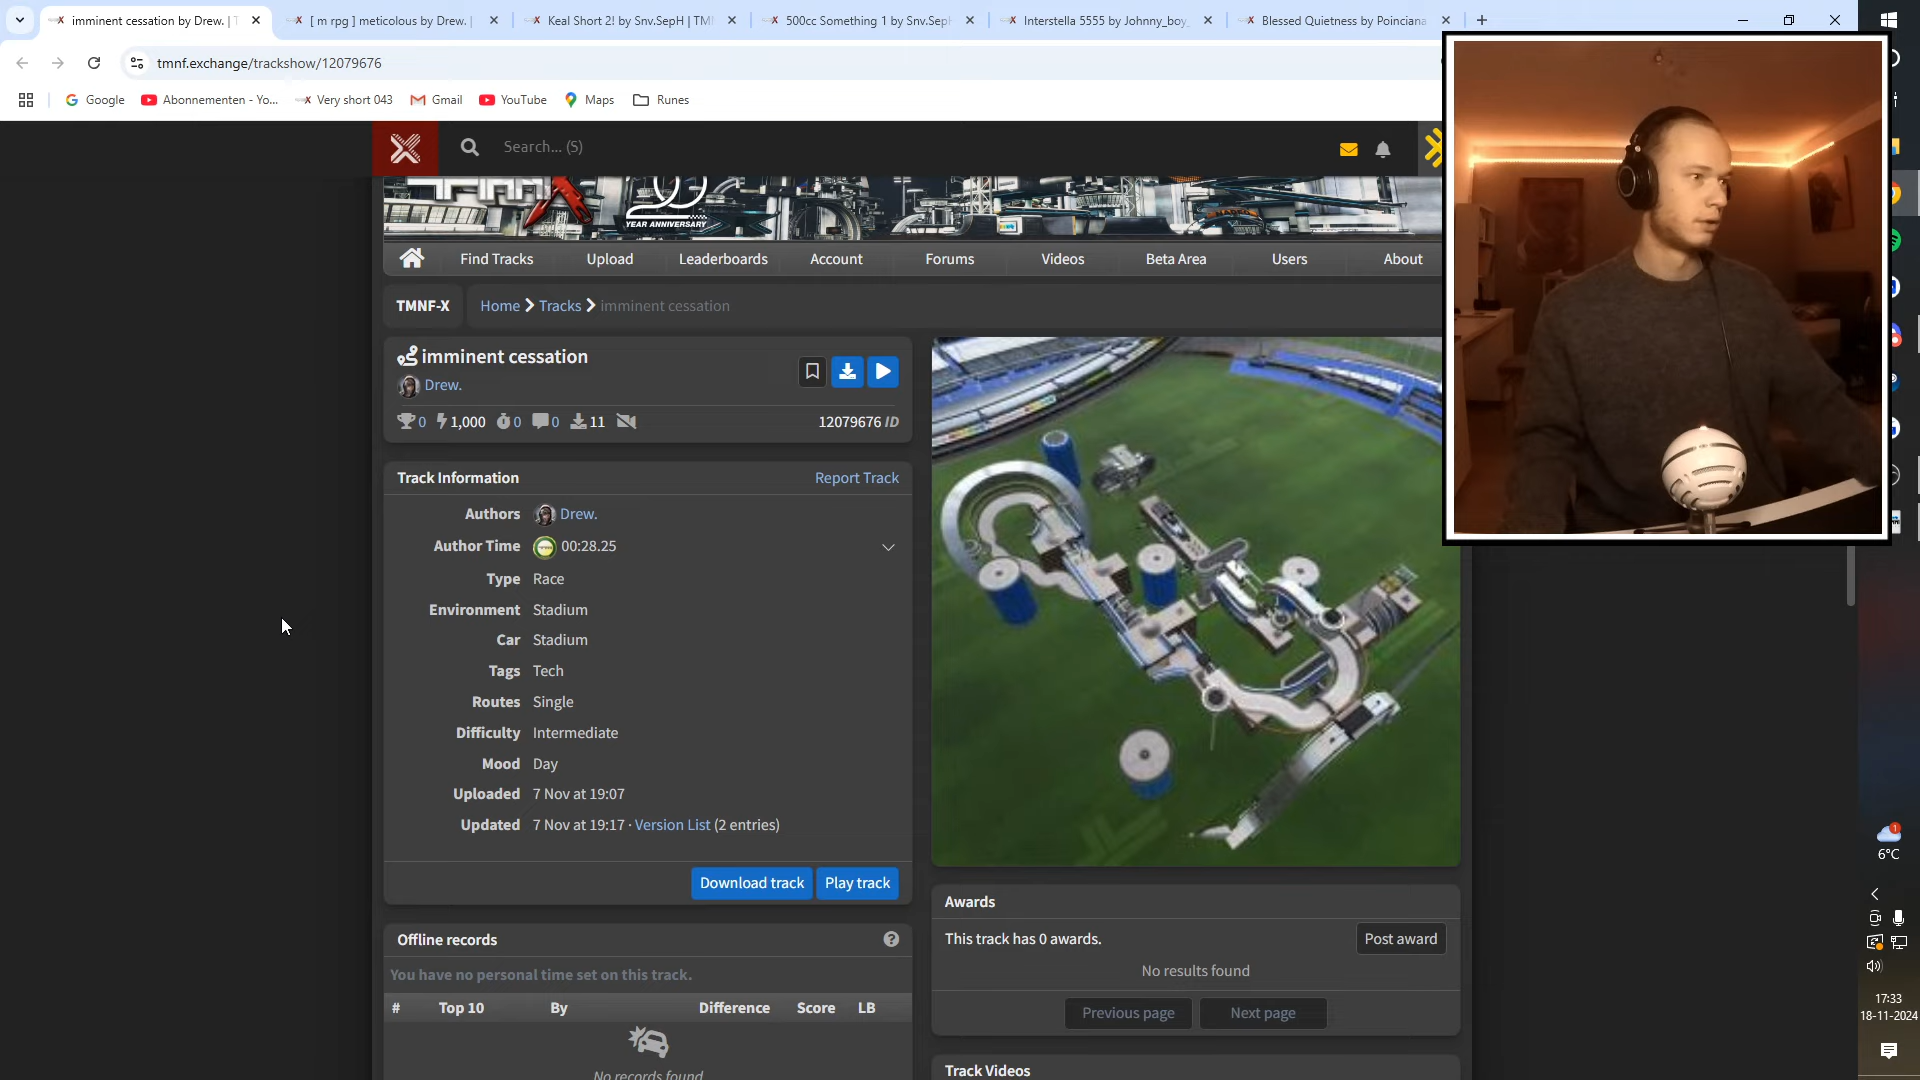 imminent cessation by Drew. | T
[ m rpg ] meticolous by Drew. |
Keal Short 2! by Snv.SepH | TMN
500cc Something 1 by Snv.SepH
Interstella 5555 by Johnny_boy_
Blessed Quietness by Poinciana
tmnf.exchange/trackshow/12079676
Google
Abonnementen - Yo...
Very short 043
Gmail
YouTube
Maps
Runes
Search... (S)
YEAR ANNIVERSARY
Find Tracks
Upload
Leaderboards
Account
Forums
Videos
Beta Area
Users
About
TMNF-X
Home
Tracks
imminent cessation
imminent cessation
Drew.
0
1,000
0
0
11
12079676 ID
Track Information
Report Track
Authors Drew.
Author Time 00:28.25
Type Race
Environment Stadium
Car Stadium
Tags Tech
Routes Single
Difficulty Intermediate
Mood Day
Uploaded 7 Nov at 19:07
Updated 7 Nov at 19:17 · Version List (2 entries)
Download track
Play track
Offline records
You have no personal time set on this track.
# Top 10 By Difference Score LB
No records found
Awards
This track has 0 awards.
Post award
No results found
Previous page
Next page
Track Videos
1
6°C
17:33
18-11-2024